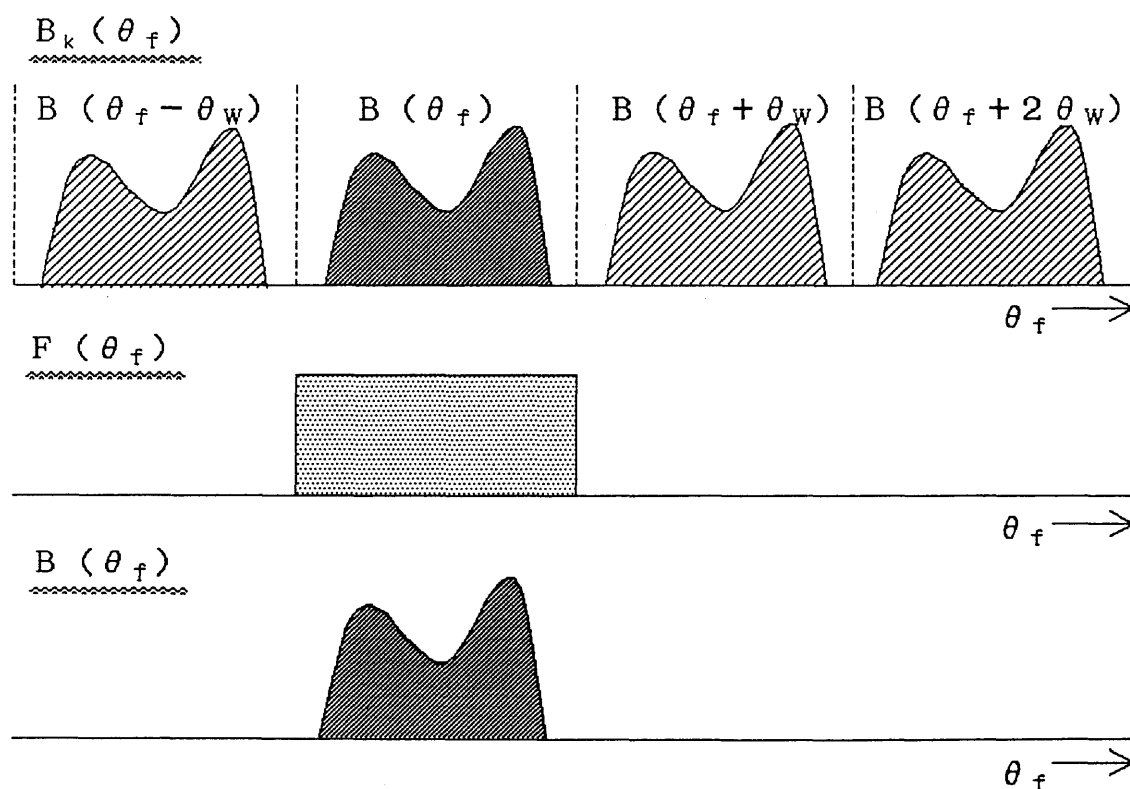 B_k (θ_f)
B (θ_f − θ_W) B (θ_f) B (θ_f + θ_W) B (θ_f + 2 θ_W)
θ_f
F (θ_f)
θ_f
B (θ_f)
θ_f